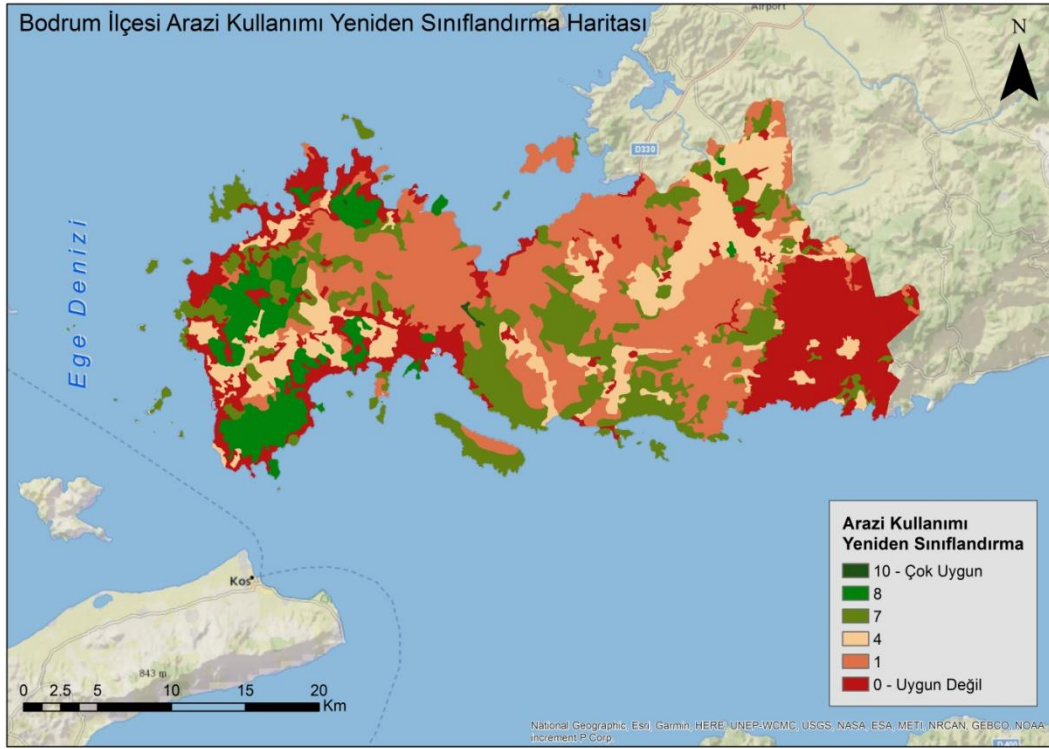 Bodrum İlçesi Arazi Kullanımı Yeniden Sınıflandırma Haritası
Airport
N
D330
Ege Denizi
Kos
843 m.
0 2.5 5 10 15 20
Km
Arazi Kullanımı
Yeniden Sınıflandırma
10 - Çok Uygun
8
7
4
1
0 - Uygun Değil
National Geographic, Esri, Garmin, HERE, UNEP-WCMC, USGS, NASA, ESA, METI, NRCAN, GEBCO, NOAA,
increment P Corp.